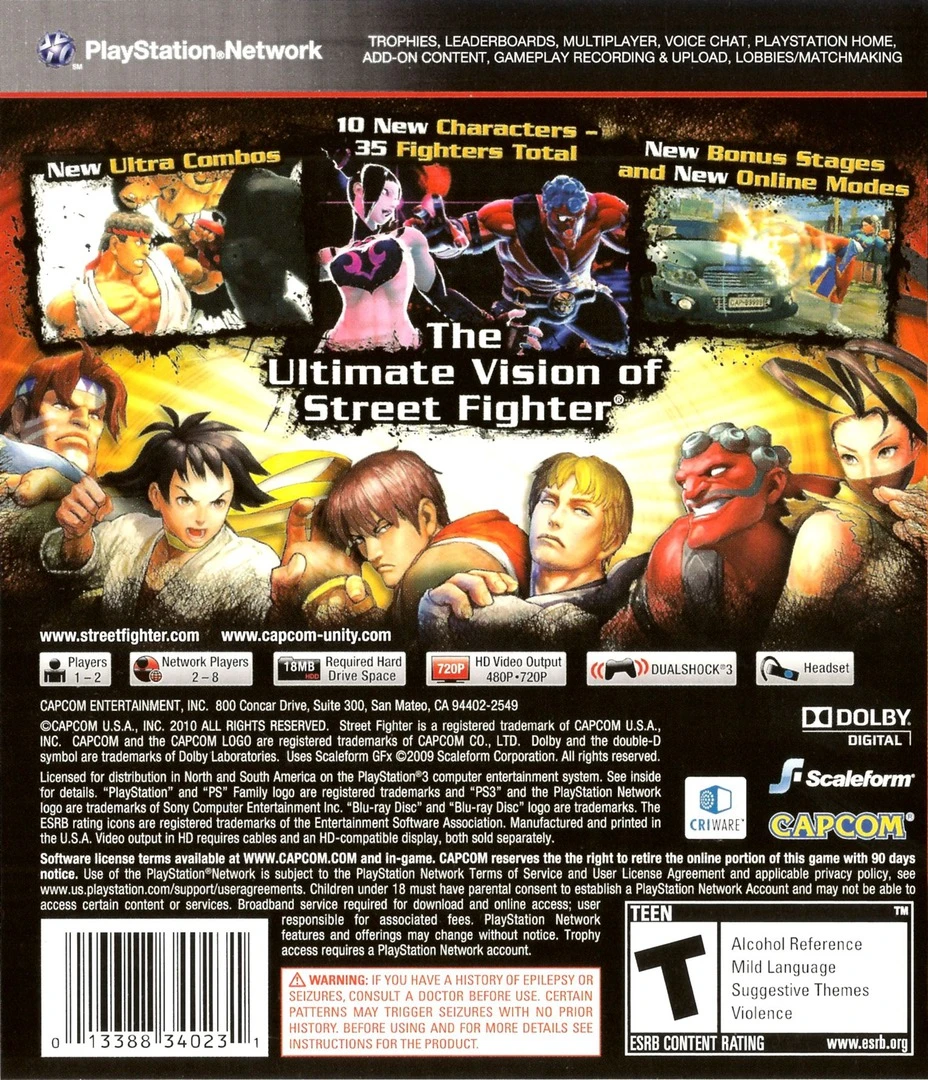 PlayStation®Network
SM
TROPHIES, LEADERBOARDS, MULTIPLAYER, VOICE CHAT, PLAYSTATION HOME,
ADD-ON CONTENT, GAMEPLAY RECORDING & UPLOAD, LOBBIES/MATCHMAKING
New Ultra Combos
10 New Characters –
35 Fighters Total
New Bonus Stages
and New Online Modes
The
Ultimate Vision of
Street Fighter®
www.streetfighter.com www.capcom-unity.com
Players
1 – 2
Network Players
2 – 8
18MB
HDD
Required Hard
Drive Space
720P
HD Video Output
480P • 720P
DUALSHOCK®3
Headset
CAPCOM ENTERTAINMENT, INC. 800 Concar Drive, Suite 300, San Mateo, CA 94402-2549
©CAPCOM U.S.A., INC. 2010 ALL RIGHTS RESERVED. Street Fighter is a registered trademark of CAPCOM U.S.A.,
INC. CAPCOM and the CAPCOM LOGO are registered trademarks of CAPCOM CO., LTD. Dolby and the double-D
symbol are trademarks of Dolby Laboratories. Uses Scaleform GFx ©2009 Scaleform Corporation. All rights reserved.
Licensed for distribution in North and South America on the PlayStation®3 computer entertainment system. See inside
for details. “PlayStation” and “PS” Family logo are registered trademarks and “PS3” and the PlayStation Network
logo are trademarks of Sony Computer Entertainment Inc. “Blu-ray Disc” and “Blu-ray Disc” logo are trademarks. The
ESRB rating icons are registered trademarks of the Entertainment Software Association. Manufactured and printed in
the U.S.A. Video output in HD requires cables and an HD-compatible display, both sold separately.
DOLBY
DIGITAL
Scaleform
CRIWARE™
CAPCOM®
Software license terms available at WWW.CAPCOM.COM and in-game. CAPCOM reserves the the right to retire the online portion of this game with 90 days
notice. Use of the PlayStation®Network is subject to the PlayStation Network Terms of Service and User License Agreement and applicable privacy policy, see
www.us.playstation.com/support/useragreements. Children under 18 must have parental consent to establish a PlayStation Network Account and may not be able to
access certain content or services. Broadband service required for download and online access; user
responsible for associated fees. PlayStation Network
features and offerings may change without notice. Trophy
access requires a PlayStation Network account.
WARNING: IF YOU HAVE A HISTORY OF EPILEPSY OR
SEIZURES, CONSULT A DOCTOR BEFORE USE. CERTAIN
PATTERNS MAY TRIGGER SEIZURES WITH NO PRIOR
HISTORY. BEFORE USING AND FOR MORE DETAILS SEE
INSTRUCTIONS FOR THE PRODUCT.
0 13388 34023 1
TEEN
™
T
Alcohol Reference
Mild Language
Suggestive Themes
Violence
ESRB CONTENT RATING www.esrb.org